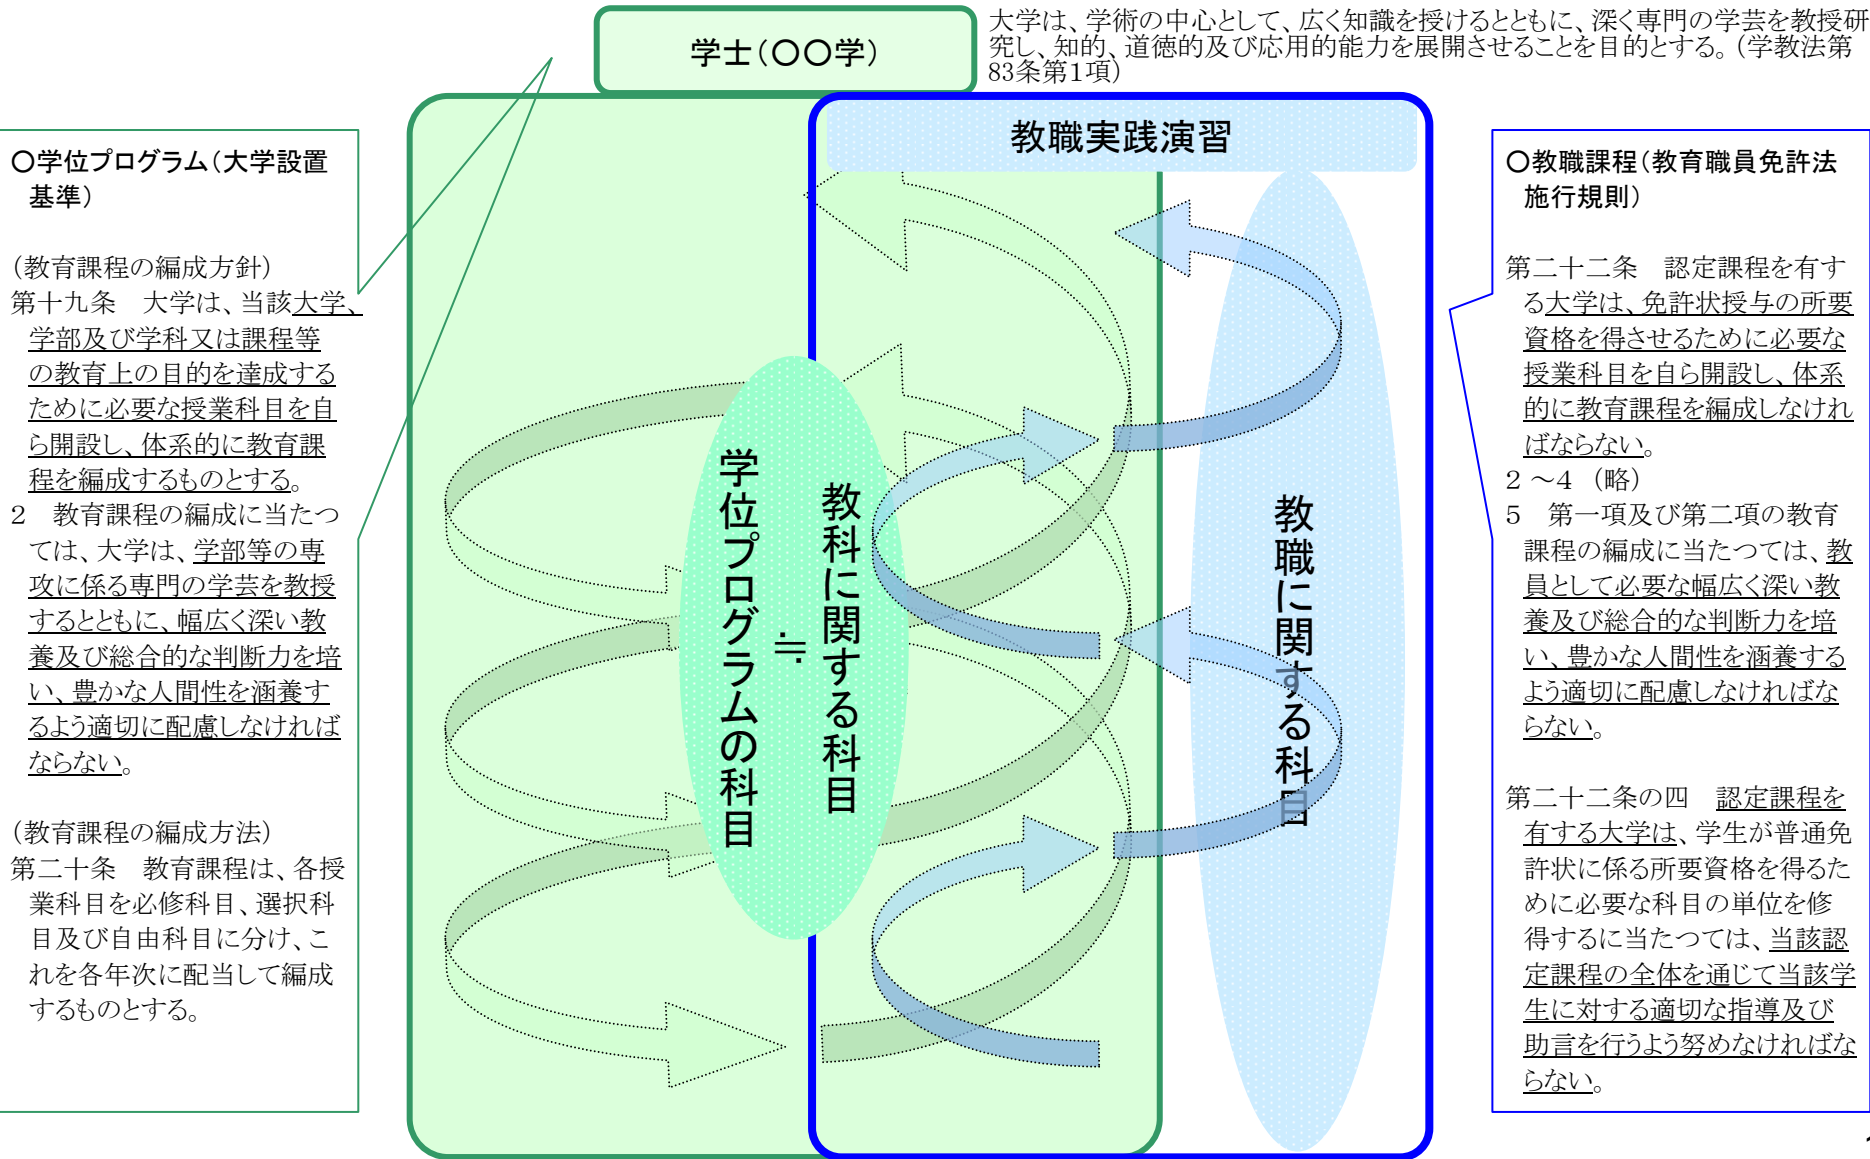 学士（○○学）
大学は、学術の中心として、広く知識を授けるとともに、深く専門の学芸を教授研
究し、知的、道徳的及び応用的能力を展開させることを目的とする。（学教法第
83条第1項）
○学位プログラム（大学設置
基準）
（教育課程の編成方針）
第十九条　大学は、当該大学、
学部及び学科又は課程等
の教育上の目的を達成する
ために必要な授業科目を自
ら開設し、体系的に教育課
程を編成するものとする。
２　教育課程の編成に当たつ
ては、大学は、学部等の専
攻に係る専門の学芸を教授
するとともに、幅広く深い教
養及び総合的な判断力を培
い、豊かな人間性を涵養す
るよう適切に配慮しなければ
ならない。
（教育課程の編成方法）
第二十条　教育課程は、各授
業科目を必修科目、選択科
目及び自由科目に分け、こ
れを各年次に配当して編成
するものとする。
教職実践演習
学位プログラムの科目
≒
教科に関する科目
教職に関する科目
○教職課程（教育職員免許法
施行規則）
第二十二条　認定課程を有す
る大学は、免許状授与の所要
資格を得させるために必要な
授業科目を自ら開設し、体系
的に教育課程を編成しなけれ
ばならない。
２～４（略）
５　第一項及び第二項の教育
課程の編成に当たつては、教
員として必要な幅広く深い教
養及び総合的な判断力を培
い、豊かな人間性を涵養する
よう適切に配慮しなければな
らない。
第二十二条の四　認定課程を
有する大学は、学生が普通免
許状に係る所要資格を得るた
めに必要な科目の単位を修
得するに当たつては、当該認
定課程の全体を通じて当該学
生に対する適切な指導及び
助言を行うよう努めなければな
らない。